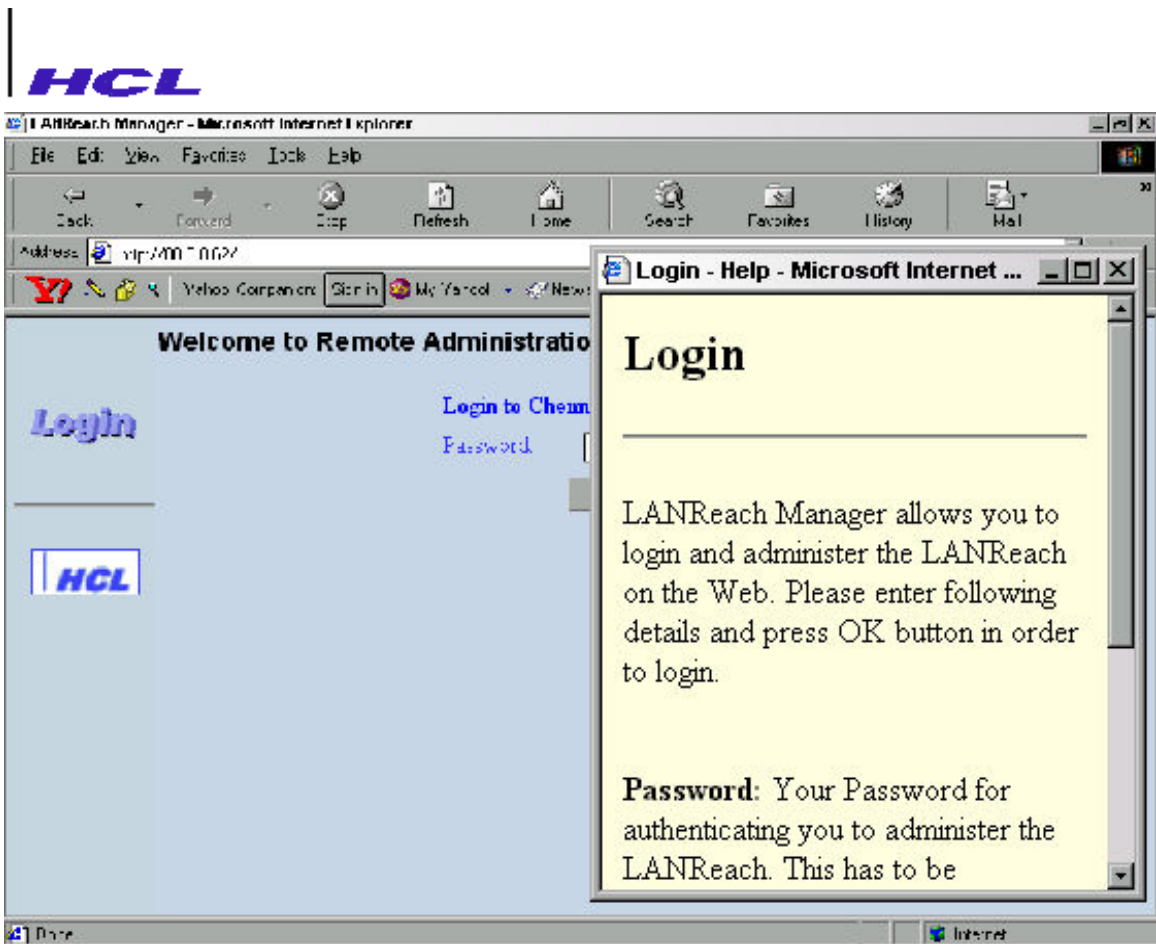 HCL
LANReach Manager - Microsoft Internet Explorer
File Edit View Favorites Tools Help
Back Forward Stop Refresh Home Search Favorites History Mail
Address
Y! Yahoo Companion: Sign in My Yahoo!
Login - Help - Microsoft Internet ...
Welcome to Remote Administratio
Login
Login to Chenn
Password
HCL
Login
LANReach Manager allows you to
login and administer the LANReach
on the Web. Please enter following
details and press OK button in order
to login.
Password: Your Password for
authenticating you to administer the
LANReach. This has to be
Done Internet